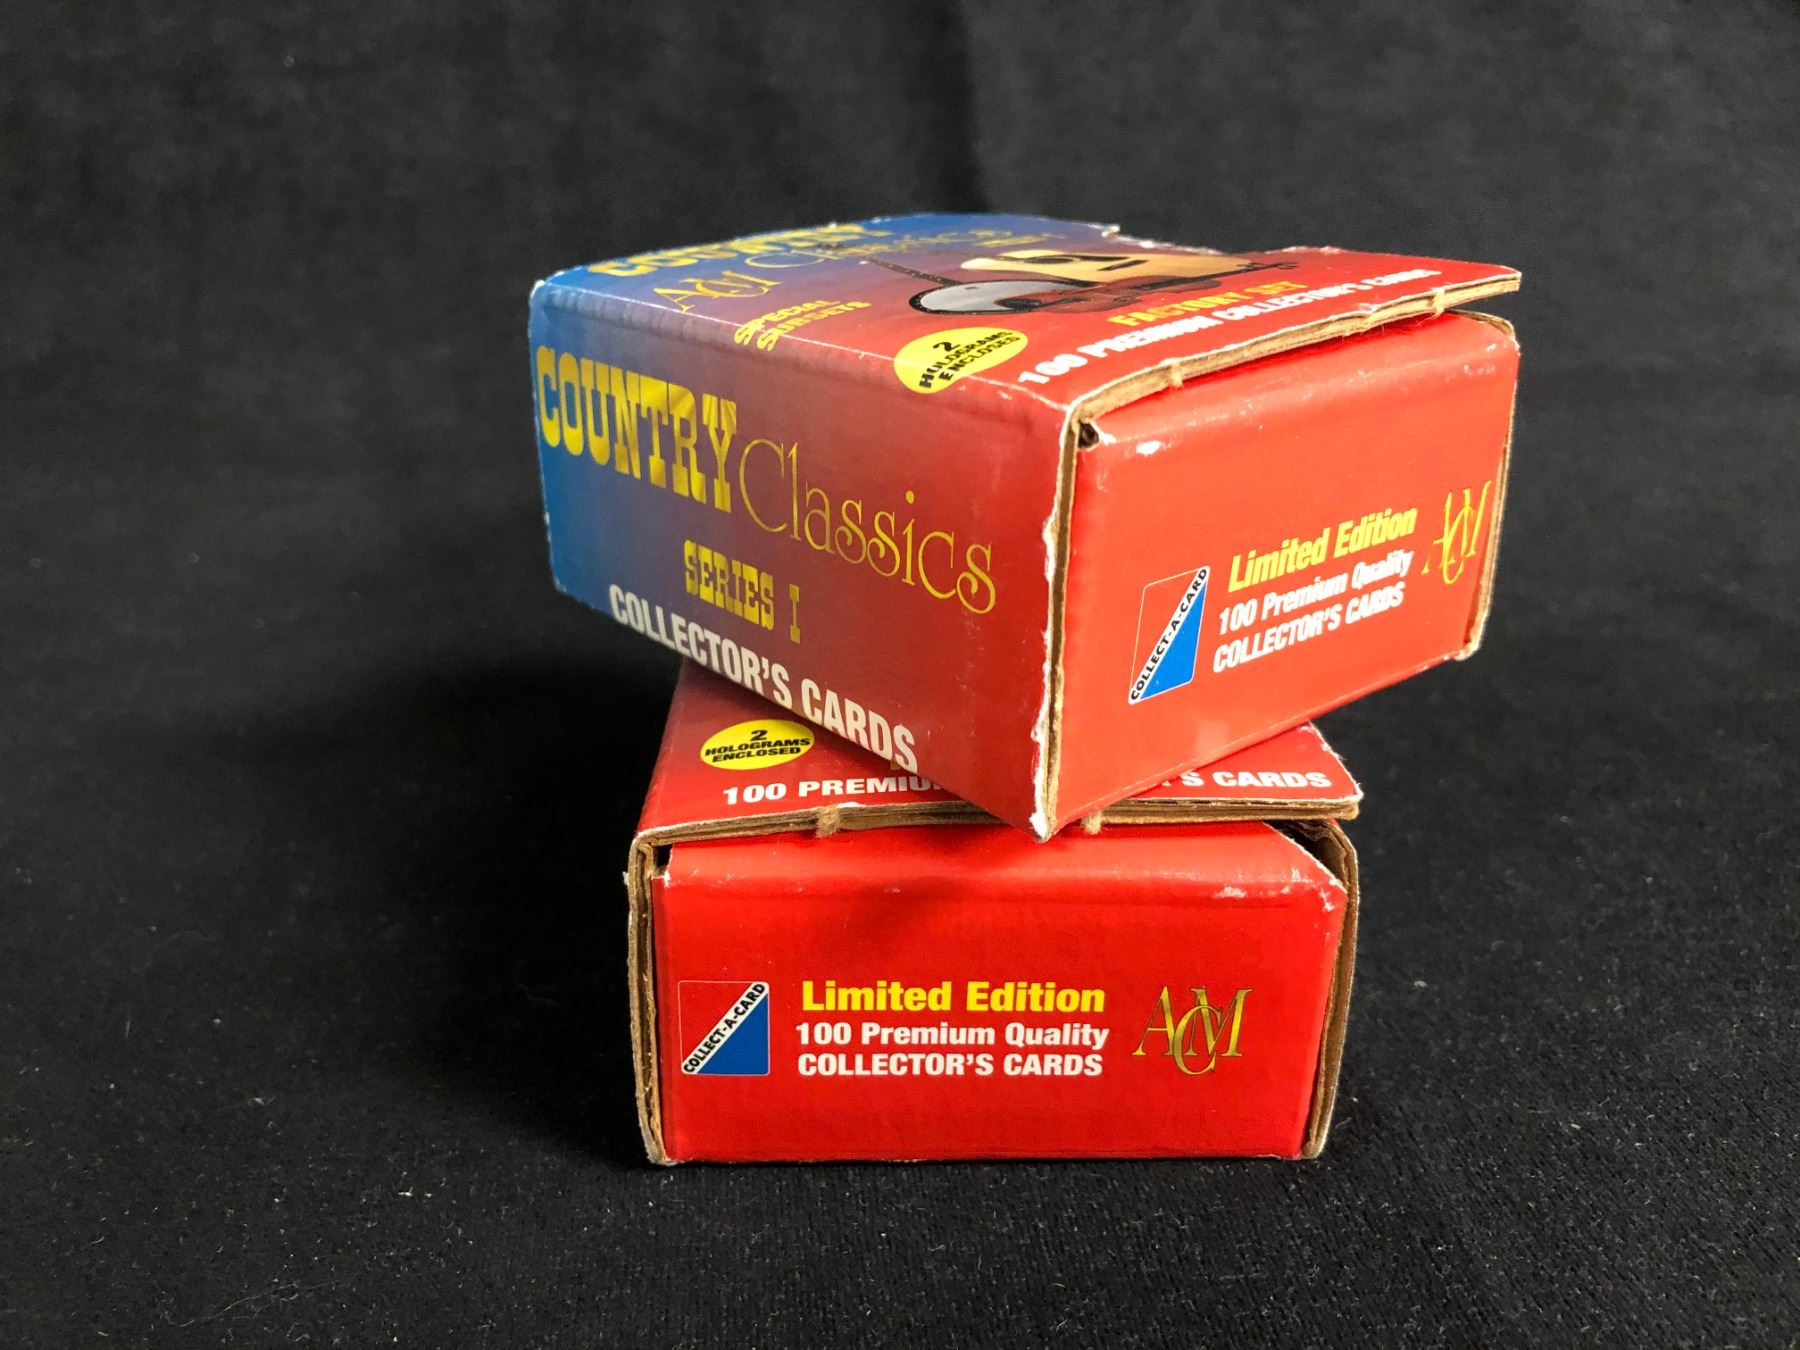 COUNTRY
ACM Classics
SPECIAL
SUBSETS
2
HOLOGRAMS
ENCLOSED
FACTORY SET
100 PREMIUM COLLECTOR'S CARDS
COUNTRY Classics
SERIES I
COLLECTOR'S CARDS
COLLECT-A-CARD
Limited Edition
100 Premium Quality
COLLECTOR'S CARDS
ACM
2
HOLOGRAMS
ENCLOSED
100 PREMIU
'S CARDS
COLLECT-A-CARD
Limited Edition
100 Premium Quality
COLLECTOR'S CARDS
ACM